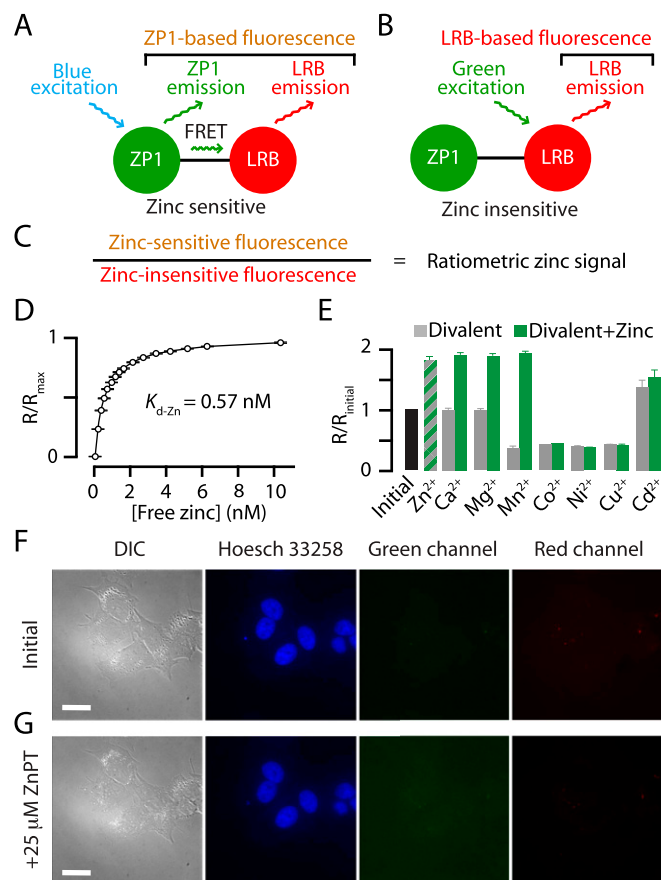 A
ZP1-based fluorescence
Blue
excitation
ZP1
emission
LRB
emission
FRET
ZP1
LRB
Zinc sensitive
B
LRB-based fluorescence
Green
excitation
LRB
emission
ZP1
LRB
Zinc insensitive
C
Zinc-sensitive fluorescence
Zinc-insensitive fluorescence
= Ratiometric zinc signal
D
R/Rmax
1
0
Kd-Zn = 0.57 nM
0 2 4 6 8 10
[Free zinc] (nM)
E
Divalent Divalent+Zinc
R/Rinitial
2
1
0
Initial
Zn2+
Ca2+
Mg2+
Mn2+
Co2+
Ni2+
Cu2+
Cd2+
F
DIC Hoesch 33258 Green channel Red channel
Initial
G
+25 μM ZnPT